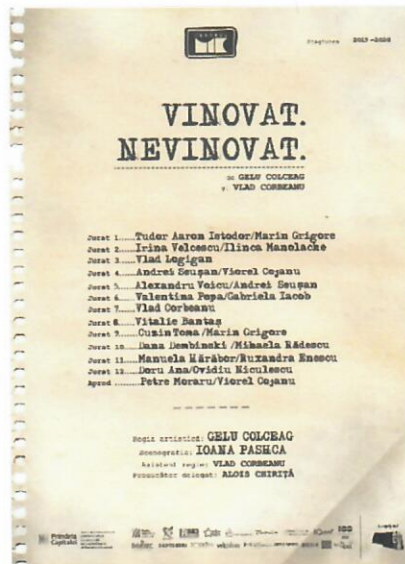 Stagiunea 2019-2020
VINOVAT.
NEVINOVAT.
de GELU COLCEAG
și VLAD CORBEANU
Jurat 1......Tudor Aaron Istodor/Marin Grigore
Jurat 2......Irina Velcescu/Ilinca Manolache
Jurat 3......Vlad Logigan
Jurat 4......Andrei Seușan/Viorel Cojanu
Jurat 5......Alexandru Voicu/Andrei Seușan
Jurat 6......Valentina Popa/Gabriela Iacob
Jurat 7......Vlad Corbeanu
Jurat 8......Vitalie Bantaș
Jurat 9......Cuzin Toma/Marin Grigore
Jurat 10.....Dana Dembinski/Mihaela Rădescu
Jurat 11.....Manuela Hărăbor/Ruxandra Enescu
Jurat 12.....Doru Ana/Ovidiu Niculescu
Aprod .......Petre Moraru/Viorel Cojanu
Regia artistică: GELU COLCEAG
Scenografia: IOANA PASHCA
Asistent regie: VLAD CORBEANU
Producător delegat: ALOIS CHIRIȚĂ
Primăria
Capitalei